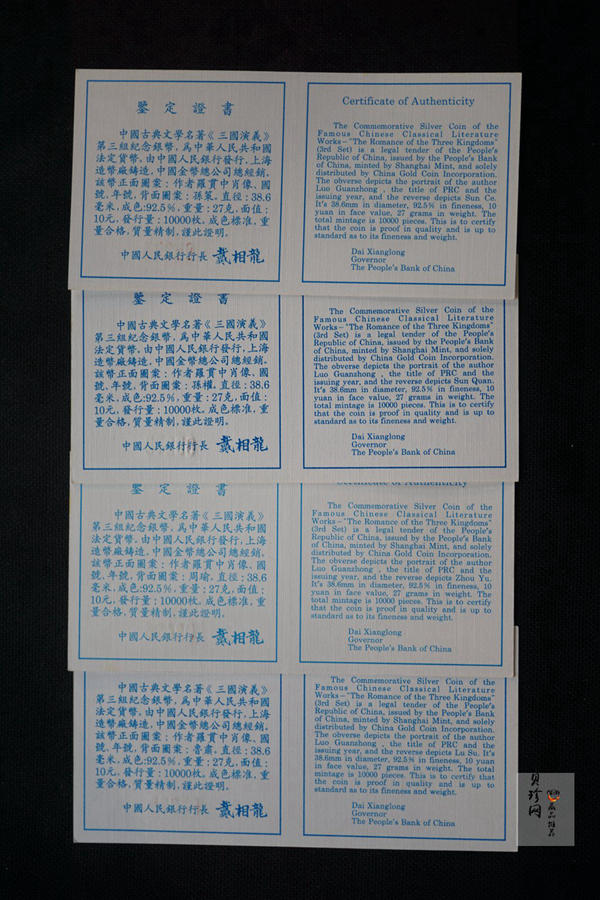 鑒定證書
中國古典文學名著《三國演義》
第三組紀念銀幣，爲中華人民共和國
法定貨幣，由中國人民銀行發行，上海
造幣廠鑄造，中國金幣總公司總經銷。
該幣正面圖案：作者羅貫中肖像、國
號、年號，背面圖案：孫策。直徑：38.6
毫米，成色：92.5%，重量：27克，面值：
10元，發行量：10000枚。成色標准，重
量合格，質量精制，謹此證明。
中國人民銀行行長 戴相龍
Certificate of Authenticity
The Commemorative Silver Coin of the
Famous Chinese Classical Literature
Works－"The Romance of the Three Kingdoms"
(3rd Set) is a legal tender of the People's
Republic of China, issued by the People's Bank
of China, minted by Shanghai Mint, and solely
distributed by China Gold Coin Incorporation.
The obverse depicts the portrait of the author
Luo Guanzhong , the title of PRC and the
issuing year, and the reverse depicts Sun Ce.
It's 38.6mm in diameter, 92.5% in fineness, 10
yuan in face value, 27 grams in weight. The
total mintage is 10000 pieces. This is to certify
that the coin is proof in quality and is up to
standard as to its fineness and weight.
Dai Xianglong
Governor
The People's Bank of China
鑒定證書
中國古典文學名著《三國演義》
第三組紀念銀幣，爲中華人民共和國
法定貨幣，由中國人民銀行發行，上海
造幣廠鑄造，中國金幣總公司總經銷。
該幣正面圖案：作者羅貫中肖像、國
號、年號，背面圖案：孫權。直徑：38.6
毫米，成色：92.5%，重量：27克，面值：
10元，發行量：10000枚。成色標准，重
量合格，質量精制，謹此證明。
中國人民銀行行長 戴相龍
The Commemorative Silver Coin of the
Famous Chinese Classical Literature
Works－"The Romance of the Three Kingdoms"
(3rd Set) is a legal tender of the People's
Republic of China, issued by the People's Bank
of China, minted by Shanghai Mint, and solely
distributed by China Gold Coin Incorporation.
The obverse depicts the portrait of the author
Luo Guanzhong , the title of PRC and the
issuing year, and the reverse depicts Sun Quan.
It's 38.6mm in diameter, 92.5% in fineness, 10
yuan in face value, 27 grams in weight. The
total mintage is 10000 pieces. This is to certify
that the coin is proof in quality and is up to
standard as to its fineness and weight.
Dai Xianglong
Governor
The People's Bank of China
鑒定證書
中國古典文學名著《三國演義》
第三組紀念銀幣，爲中華人民共和國
法定貨幣，由中國人民銀行發行，上海
造幣廠鑄造，中國金幣總公司總經銷。
該幣正面圖案：作者羅貫中肖像、國
號、年號，背面圖案：周瑜。直徑：38.6
毫米，成色：92.5%，重量：27克，面值：
10元，發行量：10000枚。成色標准，重
量合格，質量精制，謹此證明。
中國人民銀行行長 戴相龍
Certificate of Authenticity
The Commemorative Silver Coin of the
Famous Chinese Classical Literature
Works－"The Romance of the Three Kingdoms"
(3rd Set) is a legal tender of the People's
Republic of China, issued by the People's Bank
of China, minted by Shanghai Mint, and solely
distributed by China Gold Coin Incorporation.
The obverse depicts the portrait of the author
Luo Guanzhong , the title of PRC and the
issuing year, and the reverse depicts Zhou Yu.
It's 38.6mm in diameter, 92.5% in fineness, 10
yuan in face value, 27 grams in weight. The
total mintage is 10000 pieces. This is to certify
that the coin is proof in quality and is up to
standard as to its fineness and weight.
Dai Xianglong
Governor
The People's Bank of China
中國古典文學名著《三國演義》
第三組紀念銀幣，爲中華人民共和國
法定貨幣，由中國人民銀行發行，上海
造幣廠鑄造，中國金幣總公司總經銷。
該幣正面圖案：作者羅貫中肖像、國
號、年號，背面圖案：魯肅。直徑：38.6
毫米，成色：92.5%，重量：27克，面值：
10元，發行量：10000枚。成色標准，重
量合格，質量精制，謹此證明。
中國人民銀行行長 戴相龍
The Commemorative Silver Coin of the
Famous Chinese Classical Literature
Works－"The Romance of the Three Kingdoms"
(3rd Set) is a legal tender of the People's
Republic of China, issued by the People's Bank
of China, minted by Shanghai Mint, and solely
distributed by China Gold Coin Incorporation.
The obverse depicts the portrait of the author
Luo Guanzhong , the title of PRC and the
issuing year, and the reverse depicts Lu Su. It's
38.6mm in diameter, 92.5% in fineness, 10 yuan
in face value, 27 grams in weight. The total
mintage is 10000 pieces. This is to certify that
the coin is proof in quality and is up to
standard as to its fineness and weight.
Dai Xianglong
Governor
The People's Bank of China
贝珍网